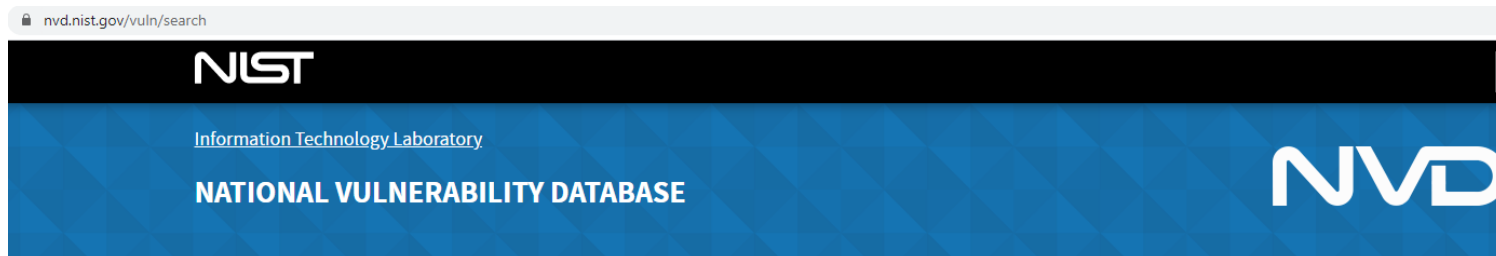 nvd.nist.gov/vuln/search
NIST
Information Technology Laboratory
NATIONAL VULNERABILITY DATABASE
NVD